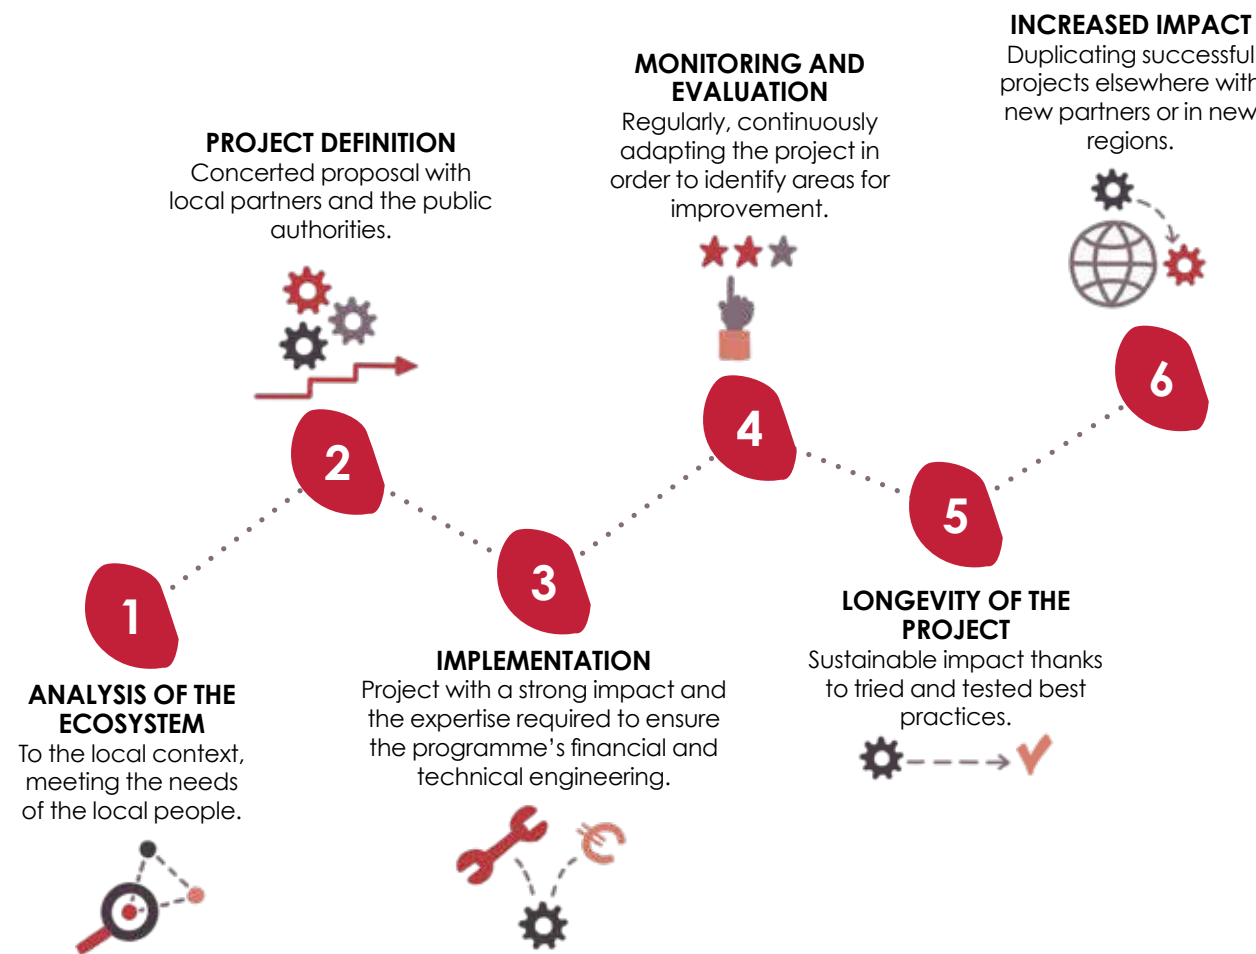 1
ANALYSIS OF THE
ECOSYSTEM
To the local context,
meeting the needs
of the local people.
PROJECT DEFINITION
Concerted proposal with
local partners and the public
authorities.
2
3
IMPLEMENTATION
Project with a strong impact and
the expertise required to ensure
the programme’s financial and
technical engineering.
MONITORING AND
EVALUATION
Regularly, continuously
adapting the project in
order to identify areas for
improvement.
4
5
LONGEVITY OF THE
PROJECT
Sustainable impact thanks
to tried and tested best
practices.
INCREASED IMPACT
Duplicating successful
projects elsewhere with
new partners or in new
regions.
6